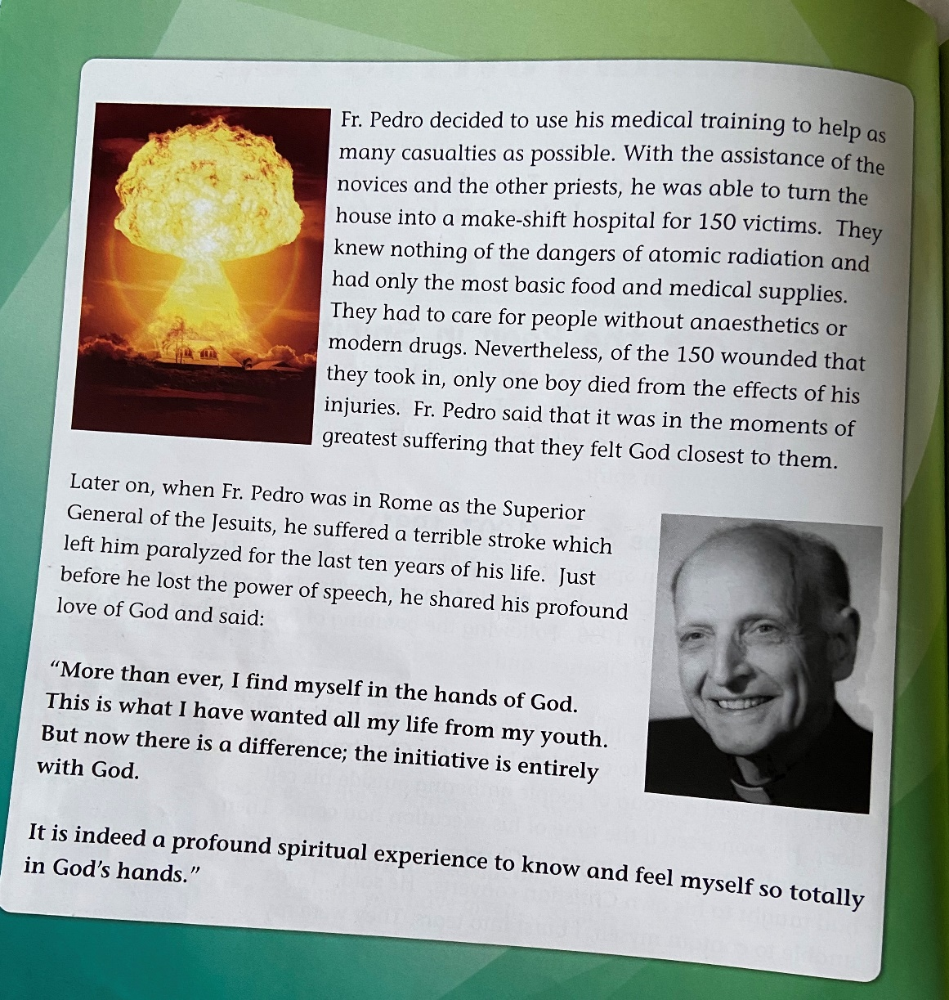 Fr. Pedro decided to use his medical training to help as
many casualties as possible. With the assistance of the
novices and the other priests, he was able to turn the
house into a make-shift hospital for 150 victims.  They
knew nothing of the dangers of atomic radiation and
had only the most basic food and medical supplies.
They had to care for people without anaesthetics or
modern drugs. Nevertheless, of the 150 wounded that
they took in, only one boy died from the effects of his
injuries.  Fr. Pedro said that it was in the moments of
greatest suffering that they felt God closest to them.
Later on, when Fr. Pedro was in Rome as the Superior
General of the Jesuits, he suffered a terrible stroke which
left him paralyzed for the last ten years of his life.  Just
before he lost the power of speech, he shared his profound
love of God and said:
“More than ever, I find myself in the hands of God.
This is what I have wanted all my life from my youth.
But now there is a difference; the initiative is entirely
with God.
It is indeed a profound spiritual experience to know and feel myself so totally
in God’s hands.”